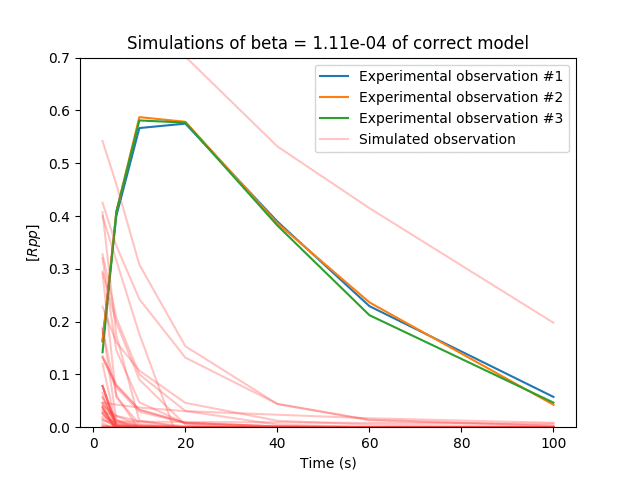 Simulations of beta = 1.11e-04 of correct model
Experimental observation #1
Experimental observation #2
Experimental observation #3
Simulated observation
[Rpp]
0.7
0.6
0.5
0.4
0.3
0.2
0.1
0.0
0 20 40 60 80 100
Time (s)